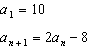 a₁ = 10
aₙ₊₁ = 2aₙ − 8